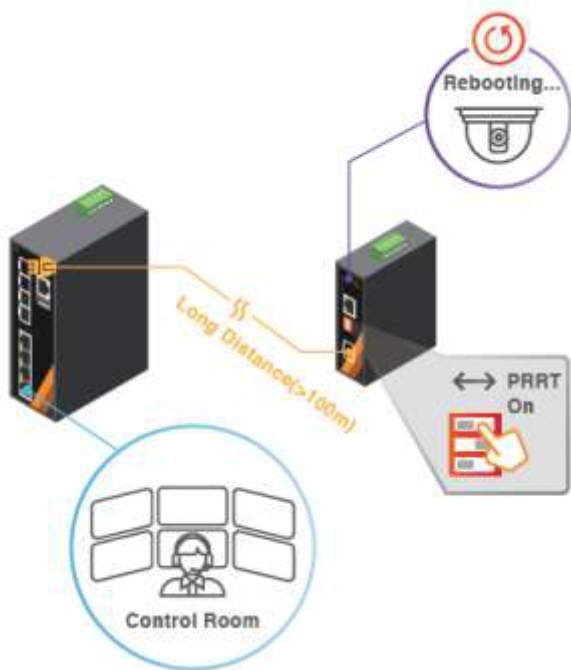 Rebooting...
Long Distance(>100m)
PRRT
On
Control Room